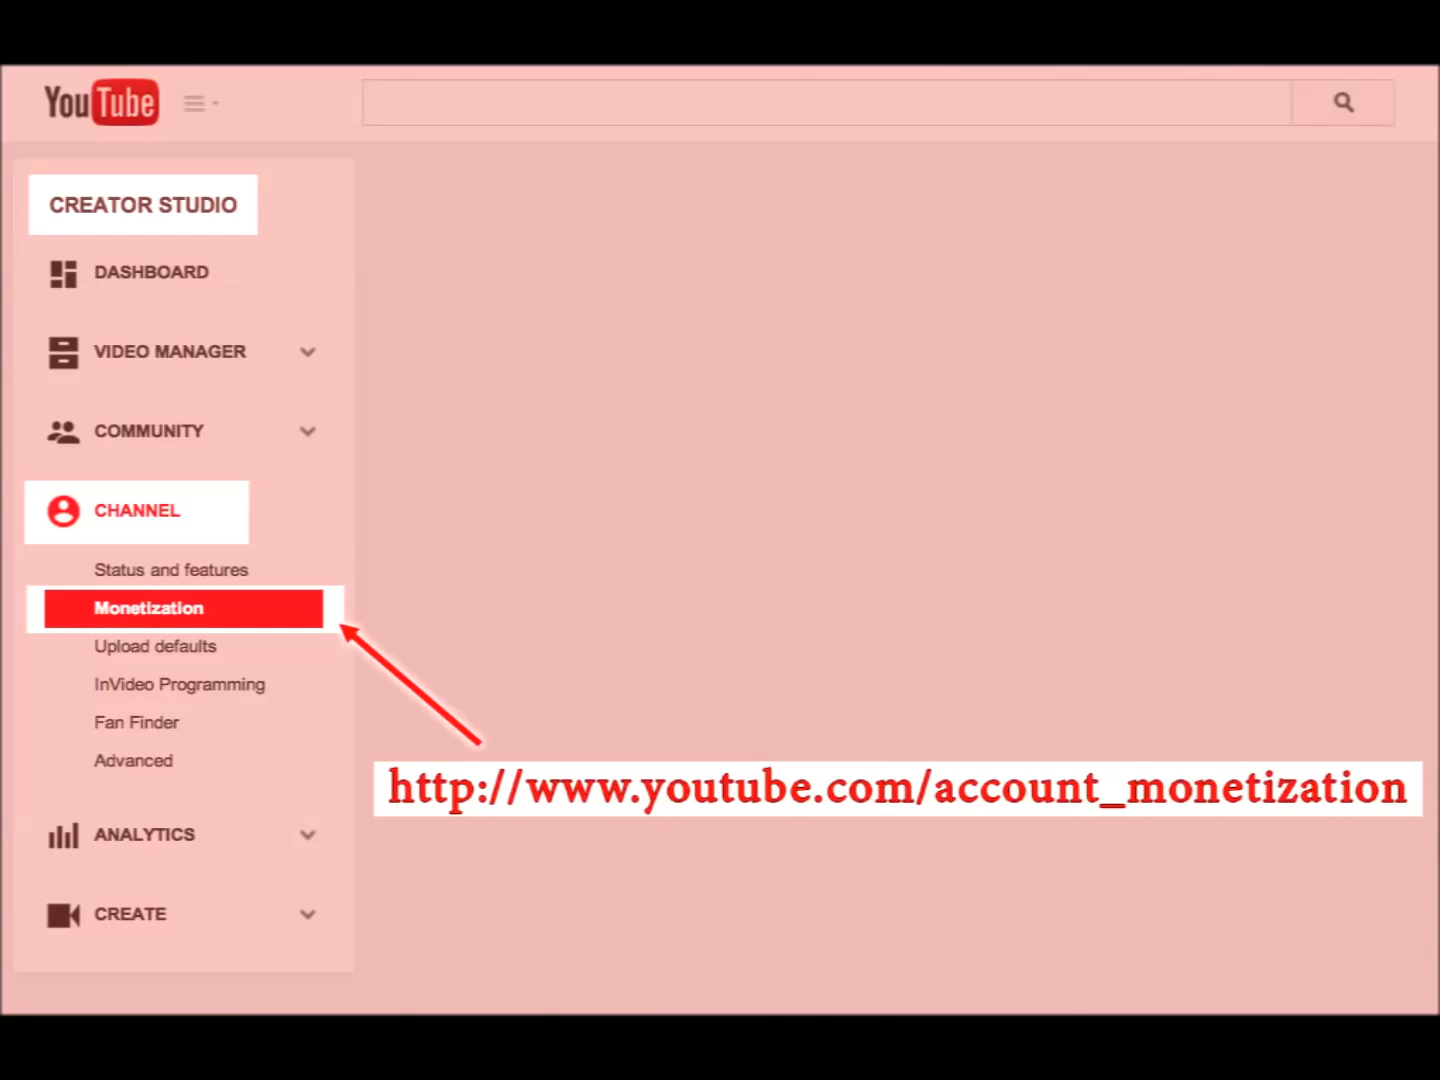 YouTube
CREATOR STUDIO
DASHBOARD
VIDEO MANAGER
COMMUNITY
CHANNEL
Status and features
Monetization
Upload defaults
InVideo Programming
Fan Finder
Advanced
http://www.youtube.com/account_monetization
ANALYTICS
CREATE